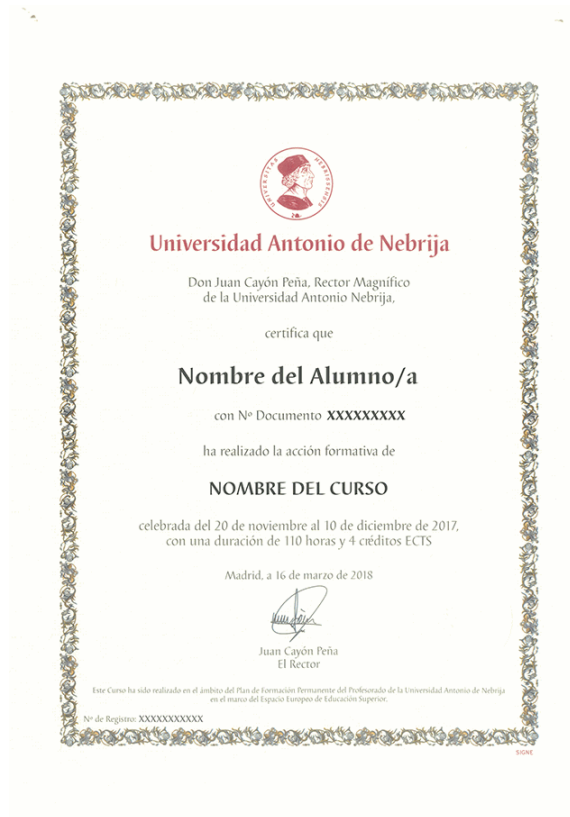 UNIVERSITAS NEBRISSENSIS
Universidad Antonio de Nebrija
Don Juan Cayón Peña, Rector Magnífico
de la Universidad Antonio Nebrija,
certifica que
Nombre del Alumno/a
con Nº Documento XXXXXXXXX
ha realizado la acción formativa de
NOMBRE DEL CURSO
celebrada del 20 de noviembre al 10 de diciembre de 2017,
con una duración de 110 horas y 4 créditos ECTS
Madrid, a 16 de marzo de 2018
Juan Cayón Peña
El Rector
Este Curso ha sido realizado en el ámbito del Plan de Formación Permanente del Profesorado de la Universidad Antonio de Nebrija
en el marco del Espacio Europeo de Educación Superior.
Nº de Registro: XXXXXXXXXXX
SIGNE